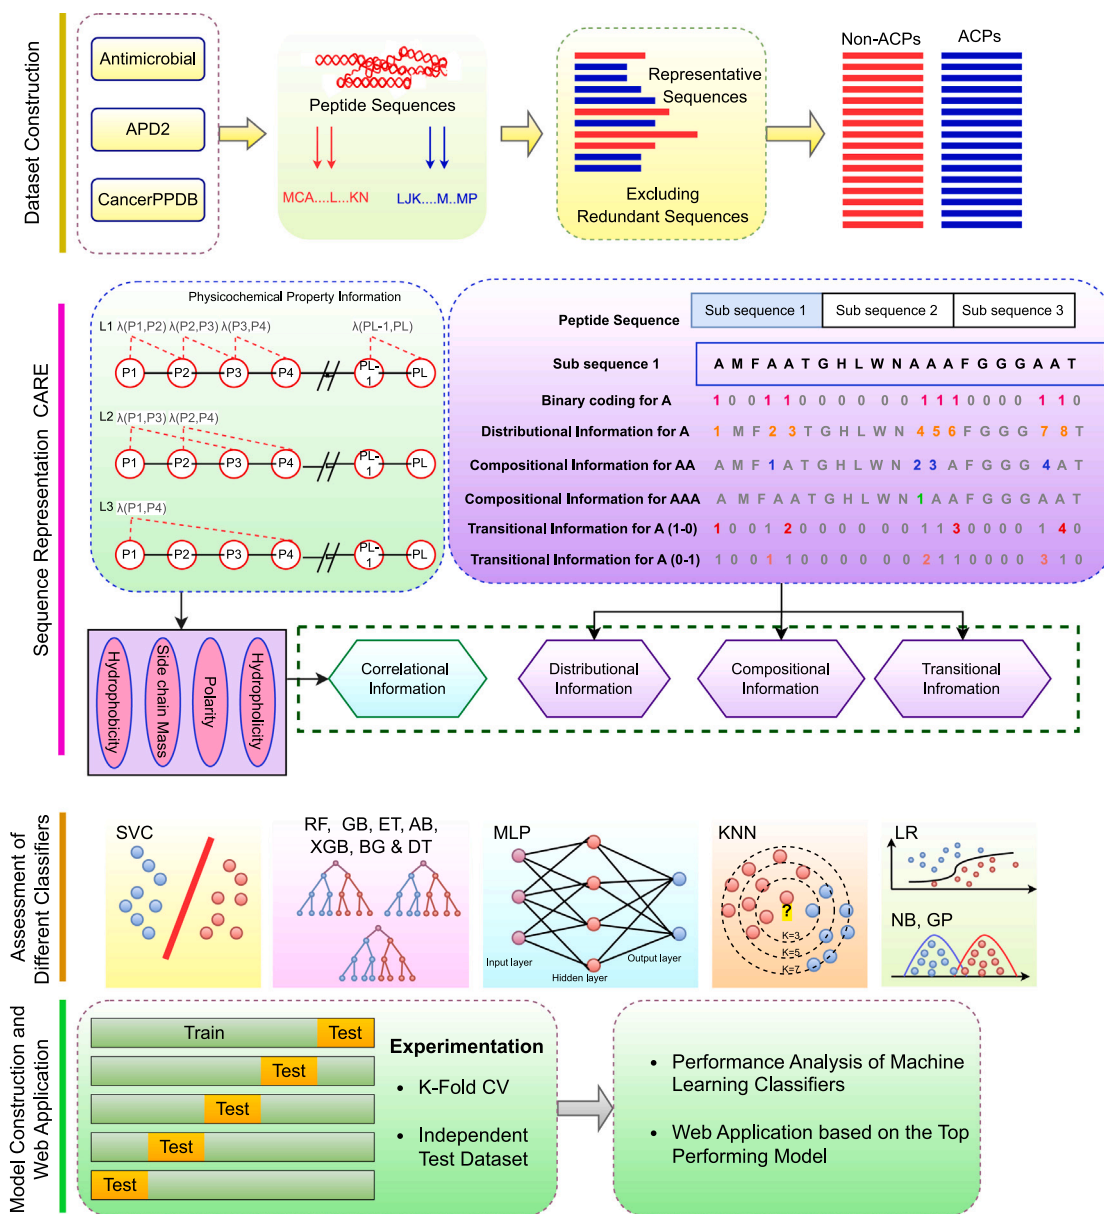 Dataset Construction
Antimicrobial
APD2
CancerPPDB
Peptide Sequences
MCA....L...KN
LJK....M..MP
Representative
Sequences
Excluding
Redundant Sequences
Non-ACPs
ACPs
Sequence Representation CARE
Physicochemical Property Information
L1 λ(P1,P2) λ(P2,P3) λ(P3,P4) λ(PL-1,PL)
P1 P2 P3 P4 PL-1 PL
L2 λ(P1,P3) λ(P2,P4)
P1 P2 P3 P4 PL-1 PL
L3 λ(P1,P4)
P1 P2 P3 P4 PL-1 PL
Peptide Sequence Sub sequence 1 Sub sequence 2 Sub sequence 3
Sub sequence 1 A M F A A T G H L W N A A A F G G G A A T
Binary coding for A 1 0 0 1 1 0 0 0 0 0 0 1 1 1 0 0 0 0 1 1 0
Distributional Information for A 1 M F 2 3 T G H L W N 4 5 6 F G G G 7 8 T
Compositional Information for AA A M F 1 A T G H L W N 2 3 A F G G G 4 A T
Compositional Information for AAA A M F A A T G H L W N 1 A A F G G G A A T
Transitional Information for A (1-0) 1 0 0 1 2 0 0 0 0 0 0 1 1 3 0 0 0 0 1 4 0
Transitional Information for A (0-1) 1 0 0 1 1 0 0 0 0 0 0 2 1 1 0 0 0 0 3 1 0
Hydrophobicity
Side chain Mass
Polarity
Hydropholicity
Correlational
Information
Distributional
Information
Compositional
Information
Transitional
Infromation
Assessment of
Different Classifiers
SVC
RF, GB, ET, AB,
XGB, BG & DT
MLP
Input layer
Hidden layer
Output layer
KNN
?
K=3
K=5
K=7
LR
NB, GP
Model Construction and
Web Application
Train Test
Test
Test
Test
Test
Experimentation
• K-Fold CV
• Independent
Test Dataset
• Performance Analysis of Machine
Learning Classifiers
• Web Application based on the Top
Performing Model